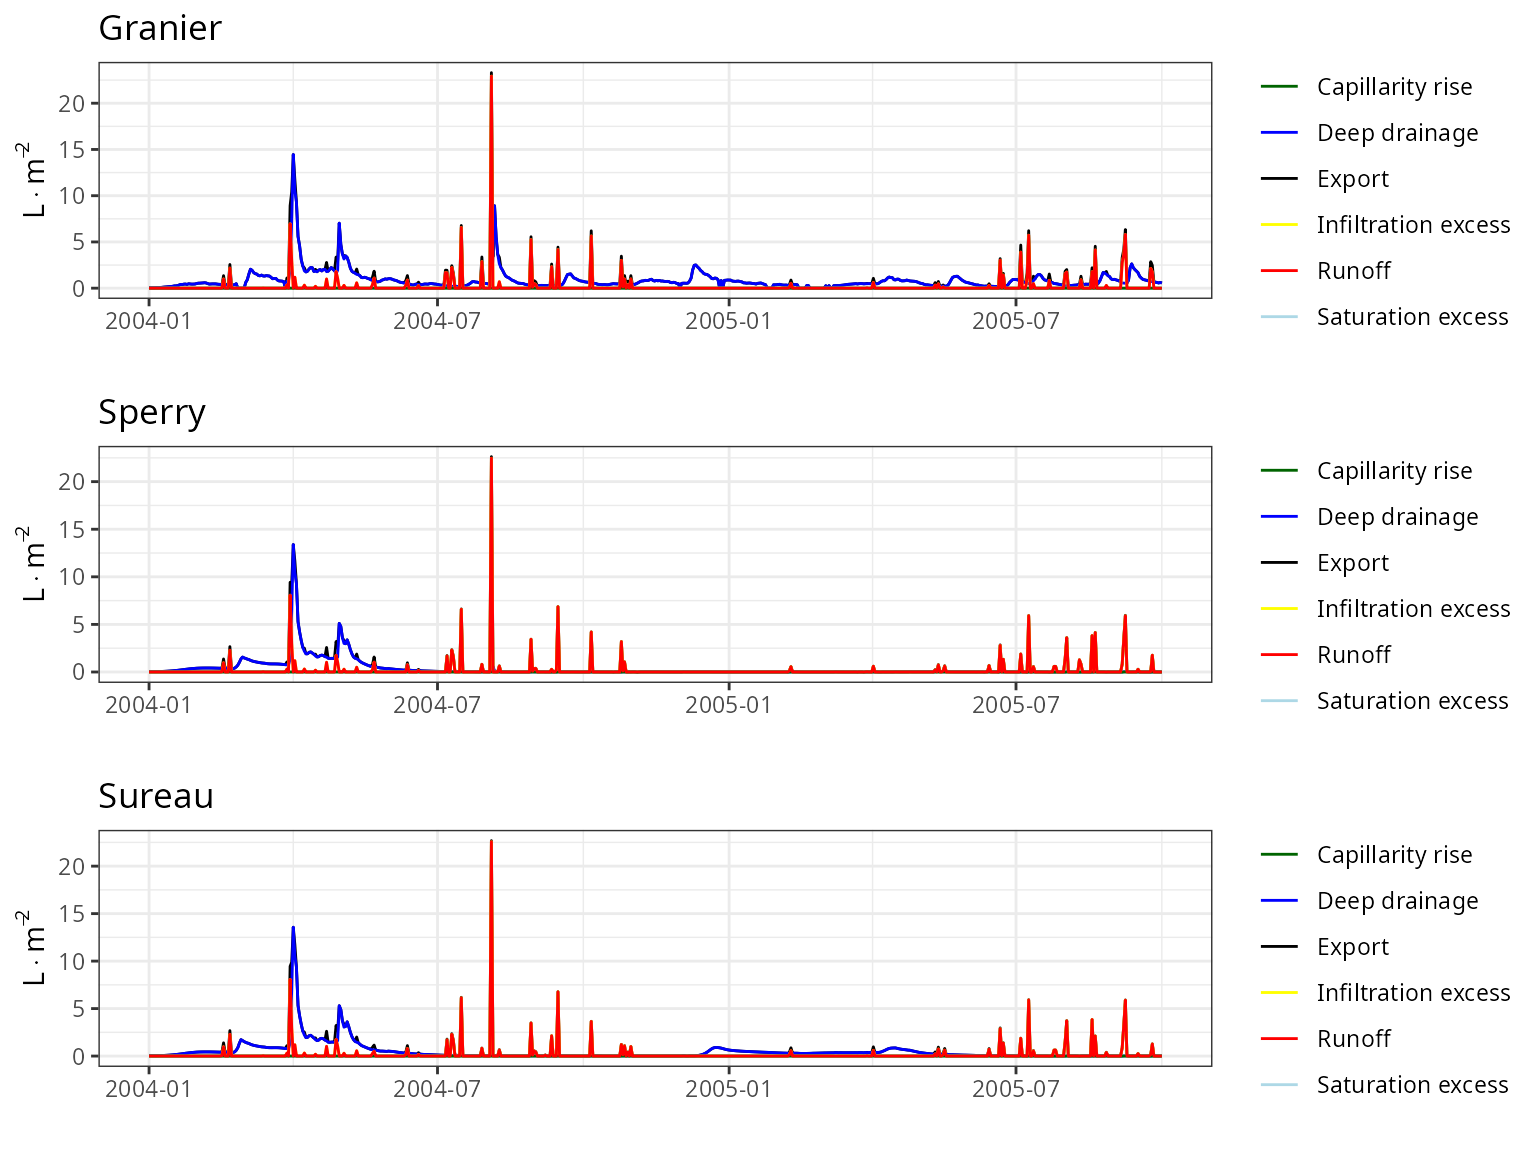 Granier
L · m⁻²
20
15
10
5
0
2004-01 2004-07 2005-01 2005-07
Capillarity rise
Deep drainage
Export
Infiltration excess
Runoff
Saturation excess
Sperry
L · m⁻²
20
15
10
5
0
2004-01 2004-07 2005-01 2005-07
Capillarity rise
Deep drainage
Export
Infiltration excess
Runoff
Saturation excess
Sureau
L · m⁻²
20
15
10
5
0
2004-01 2004-07 2005-01 2005-07
Capillarity rise
Deep drainage
Export
Infiltration excess
Runoff
Saturation excess